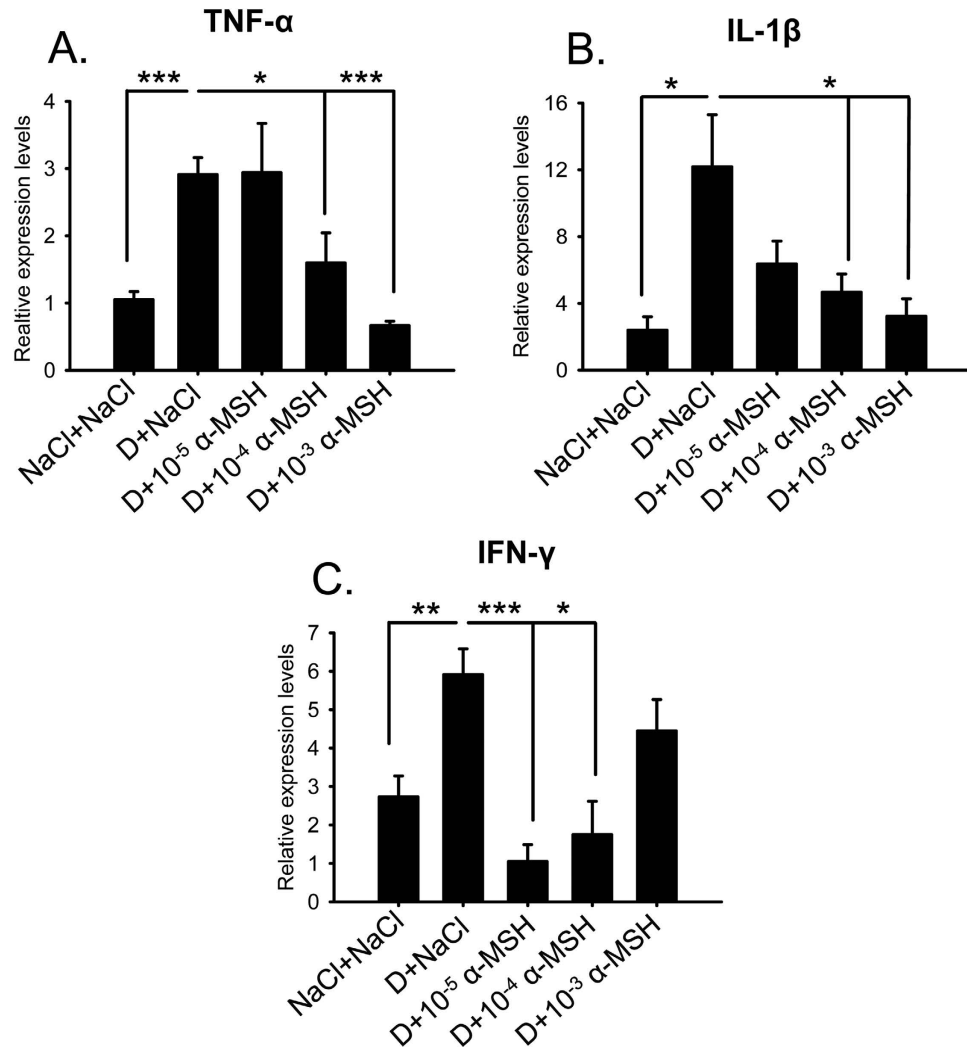 A.
TNF-α
*** * ***
Realtive expression levels
4
3
2
1
0
NaCl+NaCl
D+NaCl
D+10⁻⁵ α-MSH
D+10⁻⁴ α-MSH
D+10⁻³ α-MSH
B.
IL-1β
* *
Relative expression levels
16
12
8
4
0
NaCl+NaCl
D+NaCl
D+10⁻⁵ α-MSH
D+10⁻⁴ α-MSH
D+10⁻³ α-MSH
C.
IFN-γ
** *** *
Relative expression levels
7
6
5
4
3
2
1
0
NaCl+NaCl
D+NaCl
D+10⁻⁵ α-MSH
D+10⁻⁴ α-MSH
D+10⁻³ α-MSH